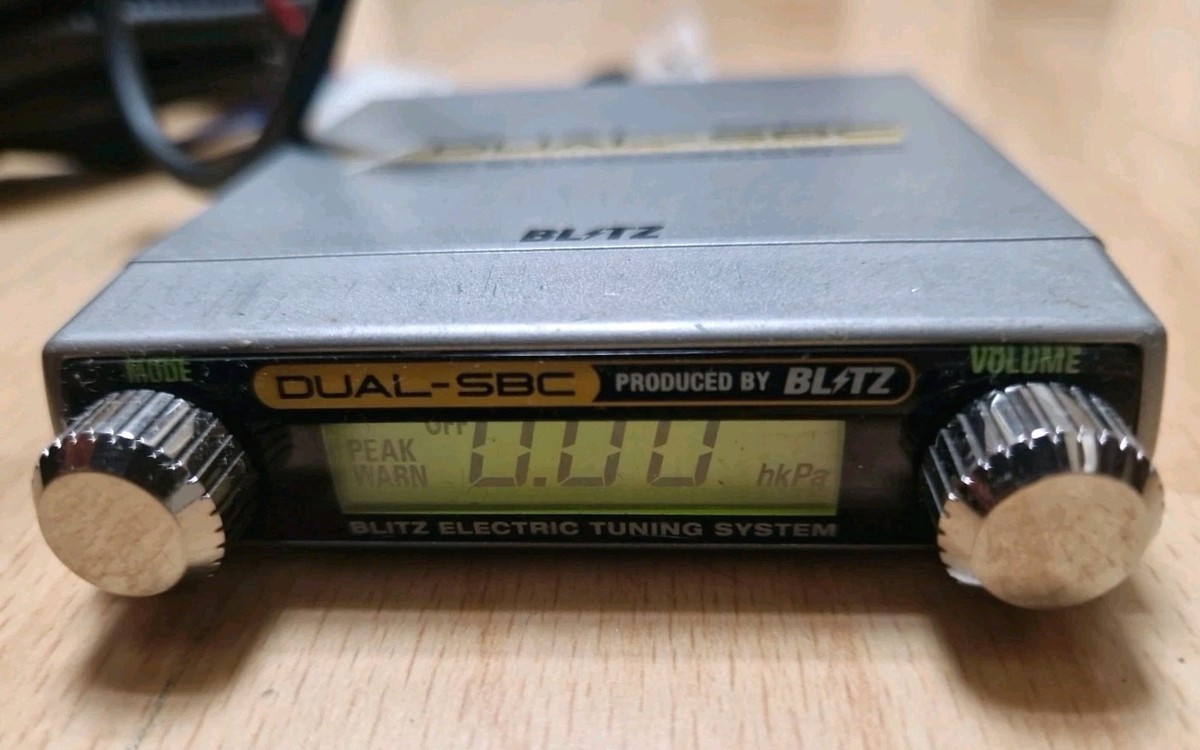 DUAL-SBC
BLITZ
MODE
DUAL-SBC PRODUCED BY BLITZ
VOLUME
OFF
PEAK
WARN
0.00
hkPa
BLITZ ELECTRIC TUNING SYSTEM